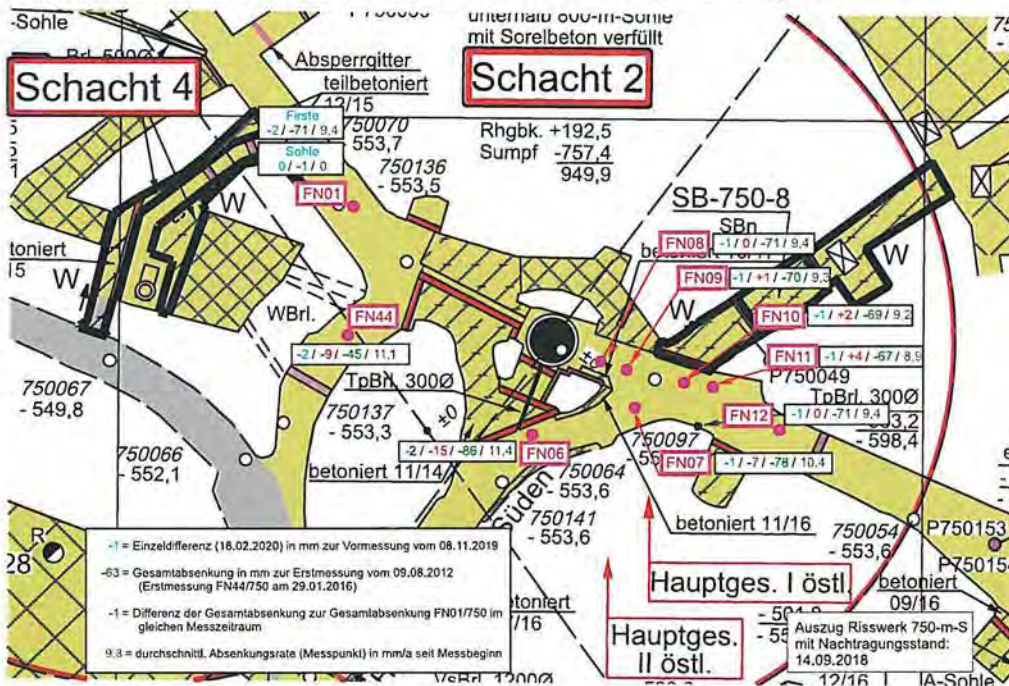 -Sohle
unterhalb 800-m-Sohle
mit Sorelbeton verfüllt
Absperrgitter
teilbetoniert
12/15
Schacht 4
Schacht 2
Firste
-2 / -71 / 9,4
Sohle
0 / -1 / 0
750070
553,7
750136
- 553,5
Rhgbk. +192,5
Sumpf -757,4
949,9
FN01
W
W
SB-750-8
SBn
FN08 -1 / 0 / -71 / 9,4
FN09 -1 / +1 / -70 / 9,3
W
W
FN10 -1 / +2 / -69 / 9,2
FN11 -1 / +4 / -67 / 8,9
P750049
TpBrl. 300Ø
- 598,4
FN12 -1 / 0 / -71 / 9,4
FN07 -1 / -7 / -78 / 10,4
WBrl.
FN44
-2 / -9 / -45 / 11,1
TpBrl. 300Ø
±0
±0
750137
- 553,3
-2 / -15 / -86 / 11,4
FN06
betoniert 11/14
750067
- 549,8
750066
- 552,1
750097
750064
- 553,6
Süden
750141
- 553,6
betoniert 11/16
750054
- 553,6
P750153
betoniert
09/16
Hauptges. I östl.
Hauptges.
II östl.
R
28
-1 = Einzeldifferenz (18.02.2020) in mm zur Vormessung vom 08.11.2019
-63 = Gesamtabsenkung in mm zur Erstmessung vom 09.08.2012
(Erstmessung FN44/750 am 29.01.2016)
-1 = Differenz der Gesamtabsenkung zur Gesamtabsenkung FN01/750 im
gleichen Messzeitraum
9,3 = durchschnittl. Absenkungsrate (Messpunkt) in mm/a seit Messbeginn
Auszug Risswerk 750-m-S
mit Nachtragungsstand:
14.09.2018
VsBrl. 1200Ø
12/16
A-Sohle